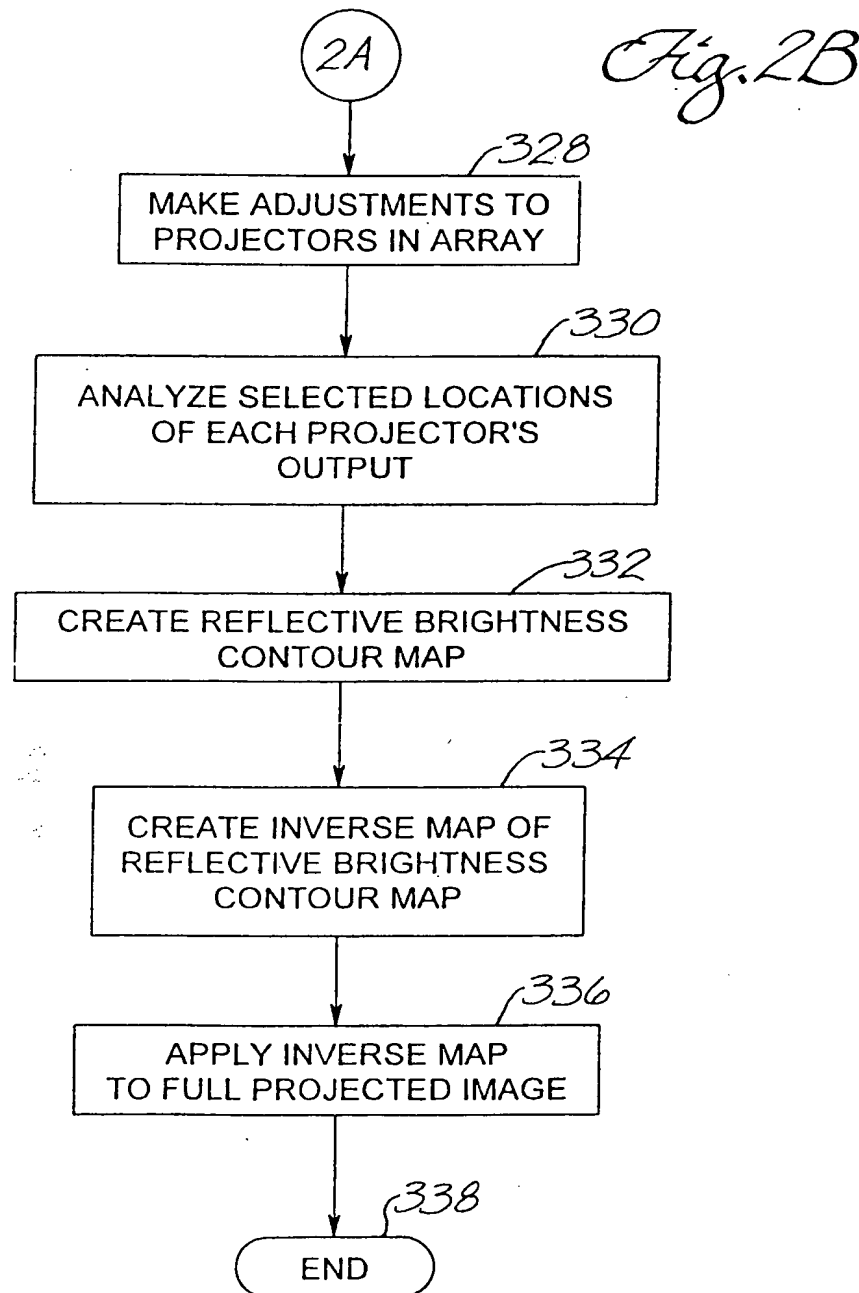 2A
Fig. 2B
328
MAKE ADJUSTMENTS TO
PROJECTORS IN ARRAY
330
ANALYZE SELECTED LOCATIONS
OF EACH PROJECTOR'S
OUTPUT
332
CREATE REFLECTIVE BRIGHTNESS
CONTOUR MAP
334
CREATE INVERSE MAP OF
REFLECTIVE BRIGHTNESS
CONTOUR MAP
336
APPLY INVERSE MAP
TO FULL PROJECTED IMAGE
338
END